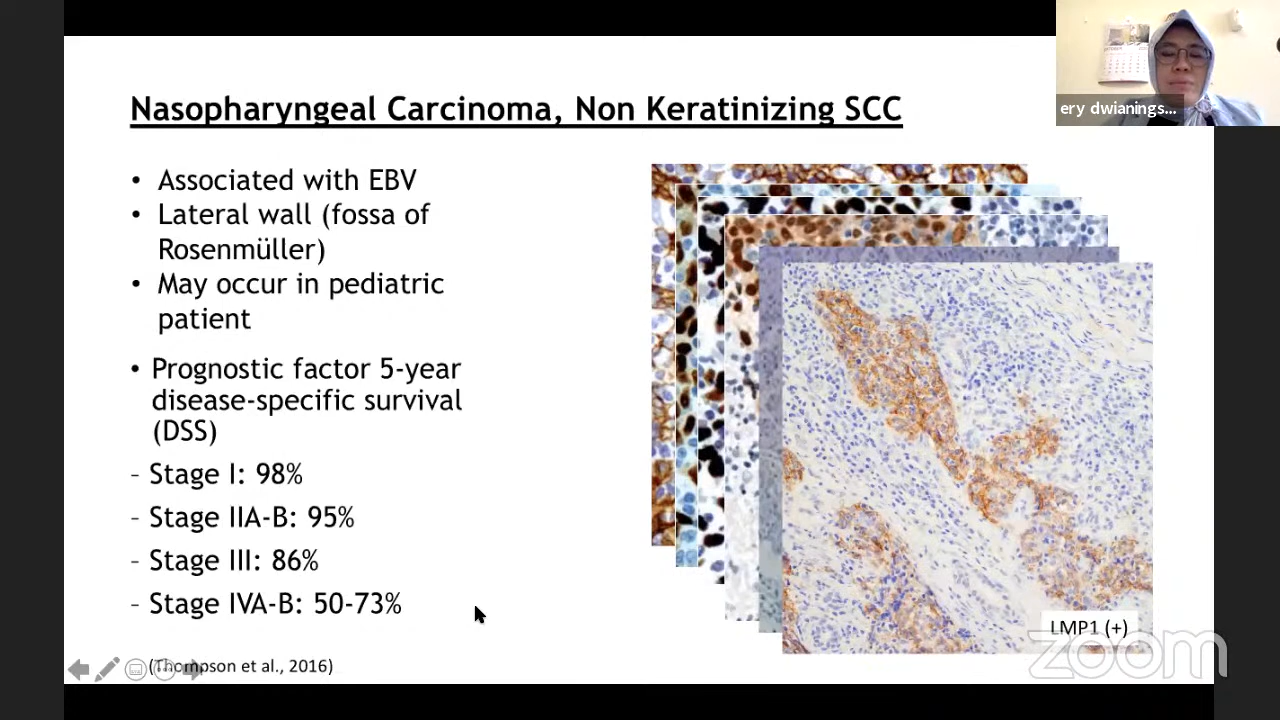 Nasopharyngeal Carcinoma, Non Keratinizing SCC
ery dwianings...
• Associated with EBV
• Lateral wall (fossa of
Rosenmüller)
• May occur in pediatric
patient
• Prognostic factor 5-year
disease-specific survival
(DSS)
- Stage I: 98%
- Stage IIA-B: 95%
- Stage III: 86%
- Stage IVA-B: 50-73%
LMP1 (+)
zoom
(Thompson et al., 2016)